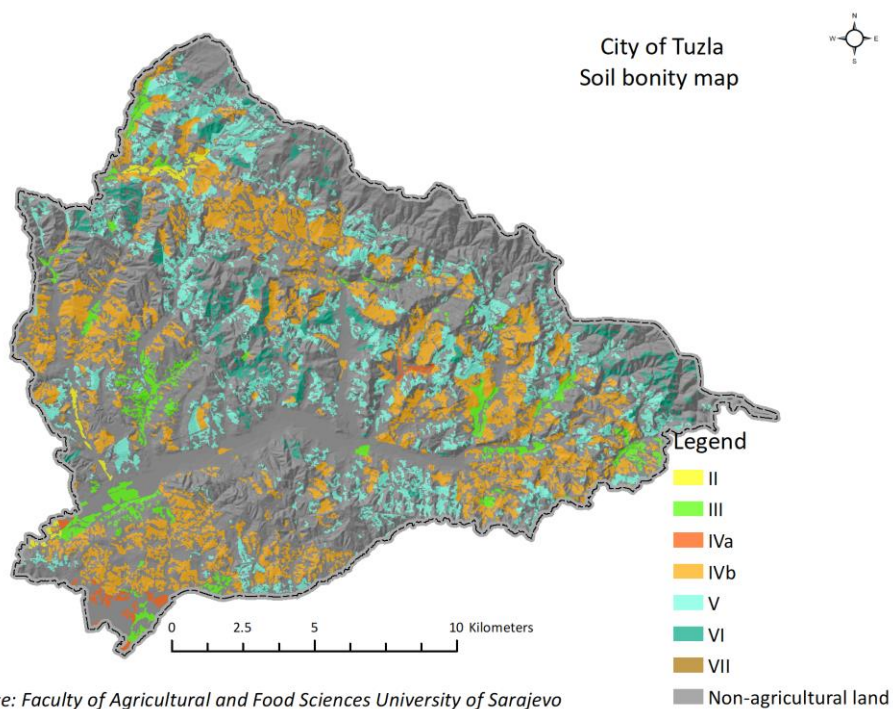 City of Tuzla
Soil bonity map
N
W E
S
Legend
II
III
IVa
IVb
V
VI
VII
Non-agricultural land
0 2.5 5 10 Kilometers
e: Faculty of Agricultural and Food Sciences University of Sarajevo